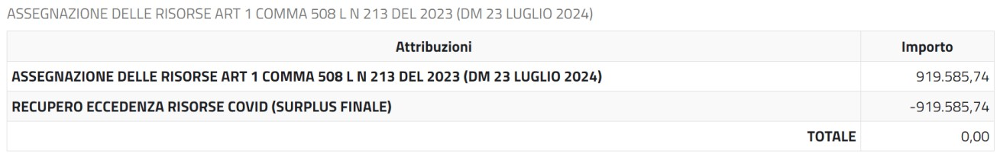 ASSEGNAZIONE DELLE RISORSE ART 1 COMMA 508 L N 213 DEL 2023 (DM 23 LUGLIO 2024)
Attribuzioni Importo
ASSEGNAZIONE DELLE RISORSE ART 1 COMMA 508 L N 213 DEL 2023 (DM 23 LUGLIO 2024) 919.585,74
RECUPERO ECCEDENZA RISORSE COVID (SURPLUS FINALE) -919.585,74
TOTALE 0,00